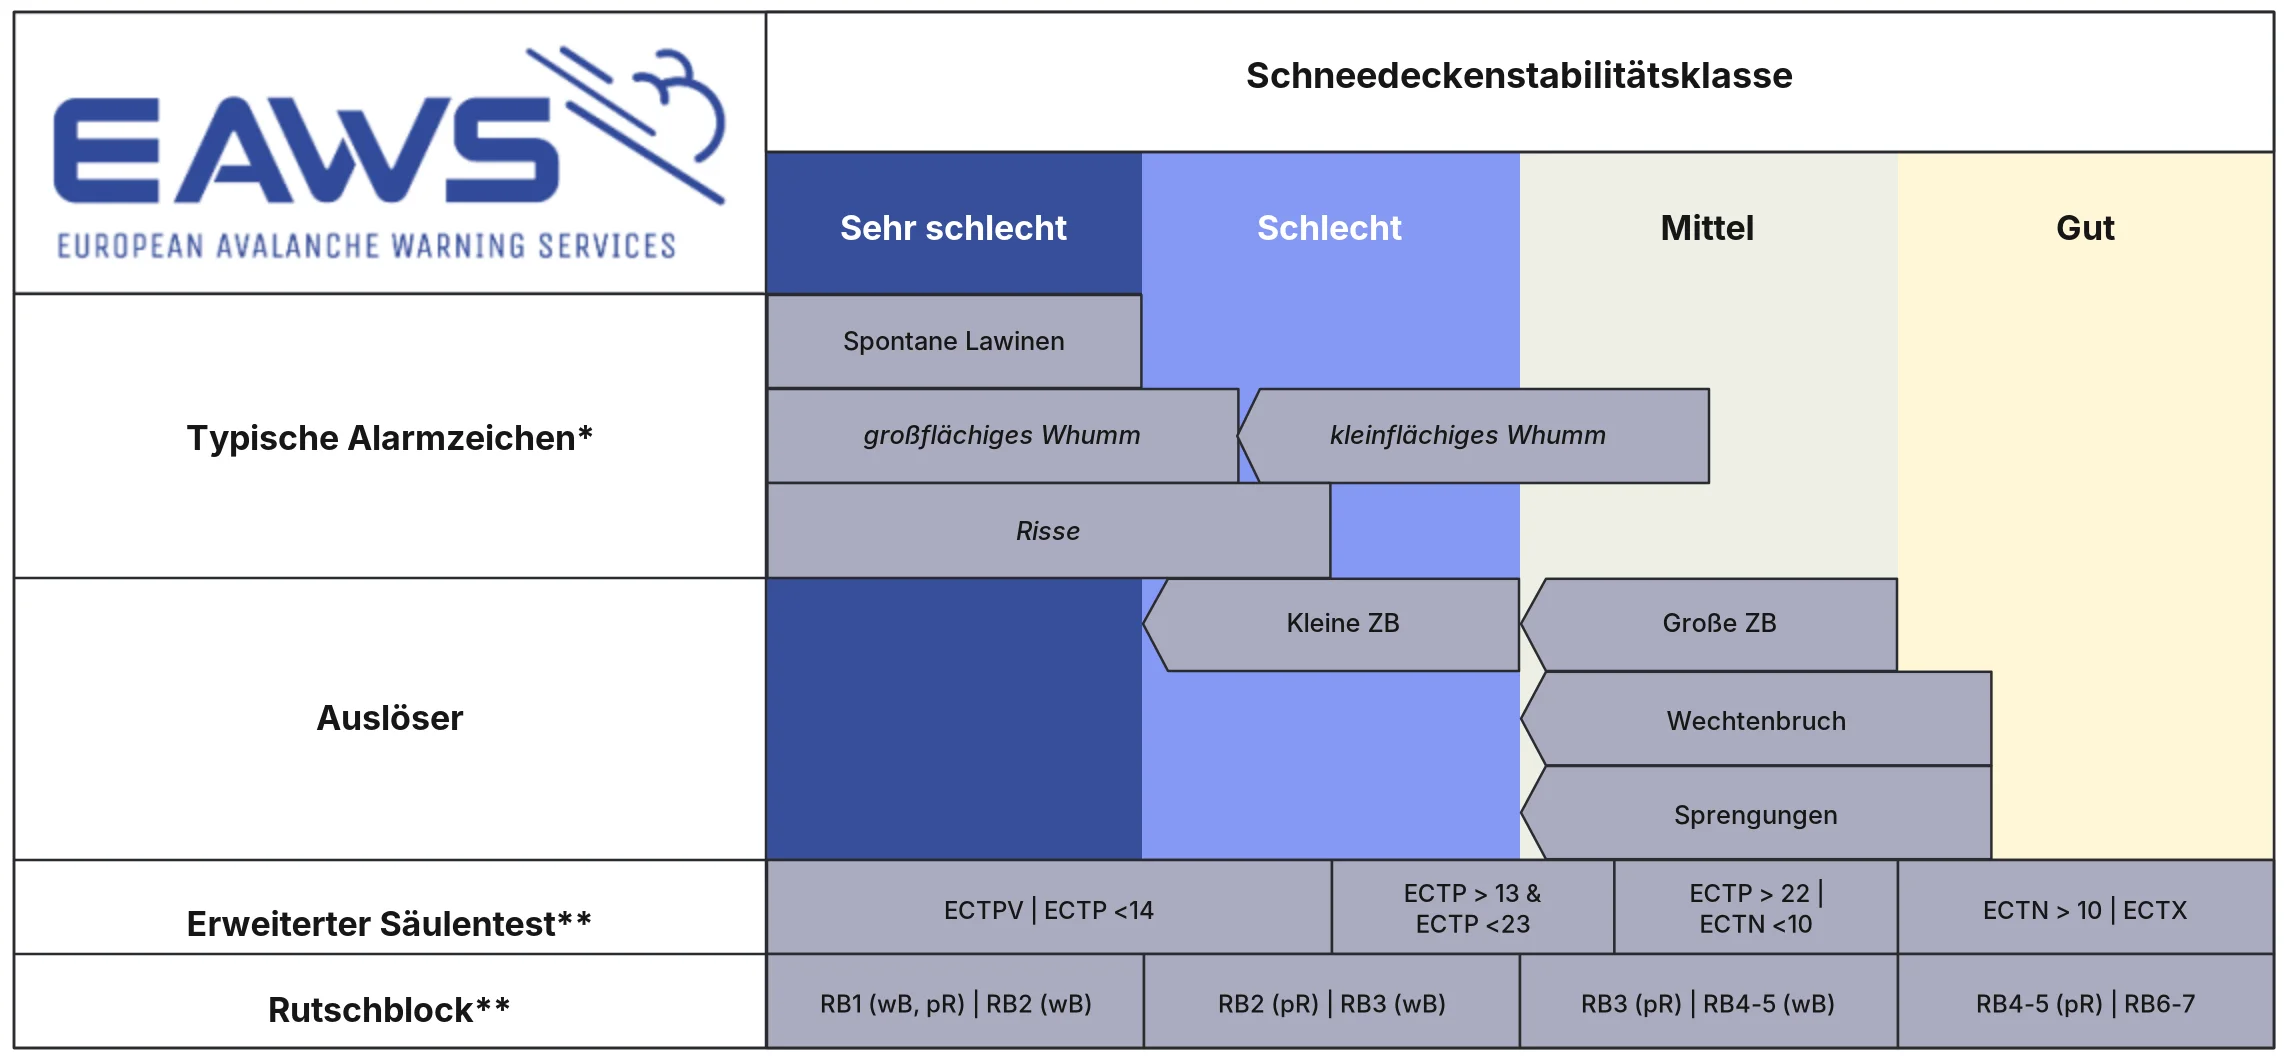 EAWS
EUROPEAN AVALANCHE WARNING SERVICES
Schneedeckenstabilitätsklasse
Sehr schlecht
Schlecht
Mittel
Gut
Typische Alarmzeichen*
Spontane Lawinen
großflächiges Whumm
kleinflächiges Whumm
Risse
Auslöser
Kleine ZB
Große ZB
Wechtenbruch
Sprengungen
Erweiterter Säulentest**
ECTPV | ECTP <14
ECTP > 13 &
ECTP <23
ECTP > 22 |
ECTN <10
ECTN > 10 | ECTX
Rutschblock**
RB1 (wB, pR) | RB2 (wB)
RB2 (pR) | RB3 (wB)
RB3 (pR) | RB4-5 (wB)
RB4-5 (pR) | RB6-7